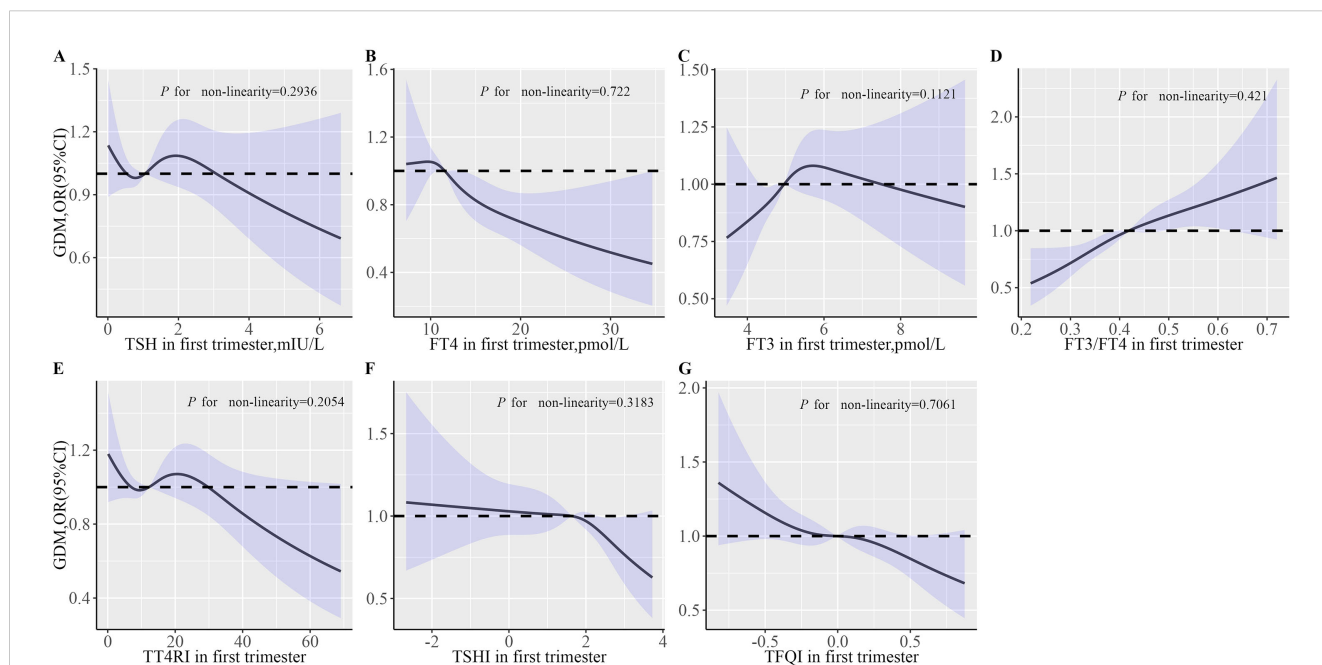 A
B
C
D
1.5
1.2
0.9
0.6
GDM,OR(95%CI)
P for non-linearity=0.2936
0 2 4 6
TSH in first trimester,mIU/L
1.6
1.2
1.0
0.8
0.4
P for non-linearity=0.722
10 20 30
FT4 in first trimester,pmol/L
1.50
1.25
1.00
0.75
0.50
P for non-linearity=0.1121
6 8
FT3 in first trimester,pmol/L
2.0
1.5
1.0
0.5
P for non-linearity=0.421
0.2 0.3 0.4 0.5 0.6 0.7
FT3/FT4 in first trimester
E
F
G
1.2
1.0
0.8
0.4
GDM,OR(95%CI)
P for non-linearity=0.2054
0 20 40 60
TT4RI in first trimester
1.5
1.0
0.5
P for non-linearity=0.3183
-2 0 2 4
TSHI in first trimester
2.0
1.5
1.0
0.5
P for non-linearity=0.7061
-0.5 0.0 0.5
TFQI in first trimester